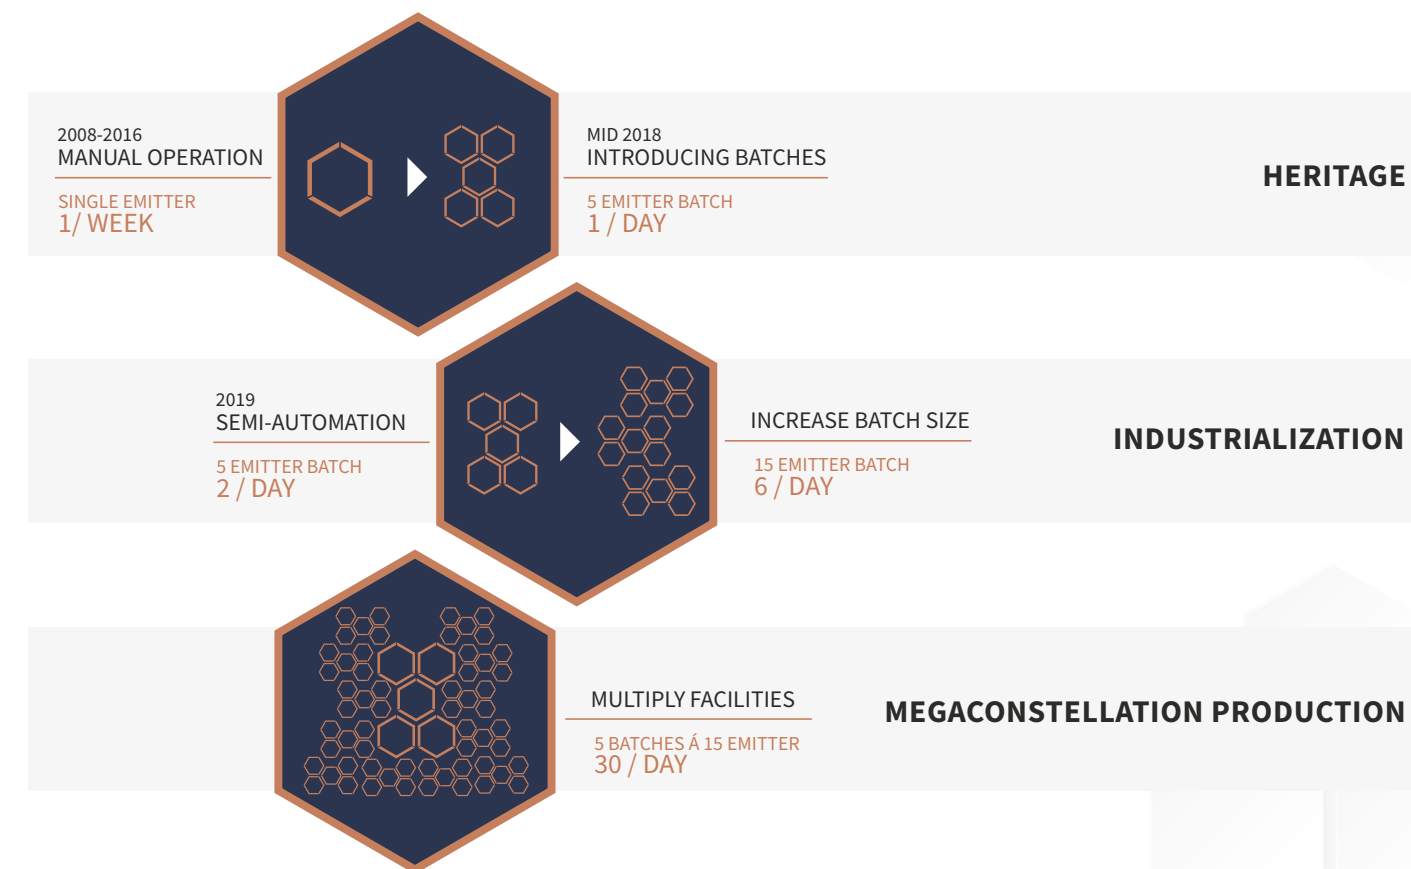 2008-2016
MANUAL OPERATION
SINGLE EMITTER
1/ WEEK
MID 2018
INTRODUCING BATCHES
5 EMITTER BATCH
1 / DAY
HERITAGE
2019
SEMI-AUTOMATION
5 EMITTER BATCH
2 / DAY
INCREASE BATCH SIZE
15 EMITTER BATCH
6 / DAY
INDUSTRIALIZATION
MULTIPLY FACILITIES
5 BATCHES Á 15 EMITTER
30 / DAY
MEGACONSTELLATION PRODUCTION